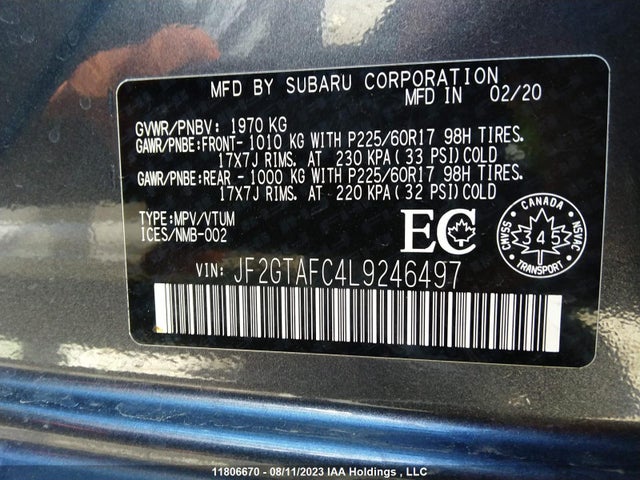 MFD BY SUBARU CORPORATION
MFD IN 02/20
GVWR/PNBV: 1970 KG
GAWR/PNBE:FRONT- 1010 KG WITH P225/60R17 98H TIRES.
17X7J RIMS. AT 230 KPA(33 PSI)COLD
GAWR/PNBE:REAR - 1000 KG WITH P225/60R17 98H TIRES.
17X7J RIMS. AT 220 KPA(32 PSI)COLD
TYPE:MPV/VTUM
ICES/NMB-002
EC
CANADA
CMVSS NSVAC
345
TRANSPORT
VIN: JF2GTAFC4L9246497
11806670 - 08/11/2023 IAA Holdings , LLC